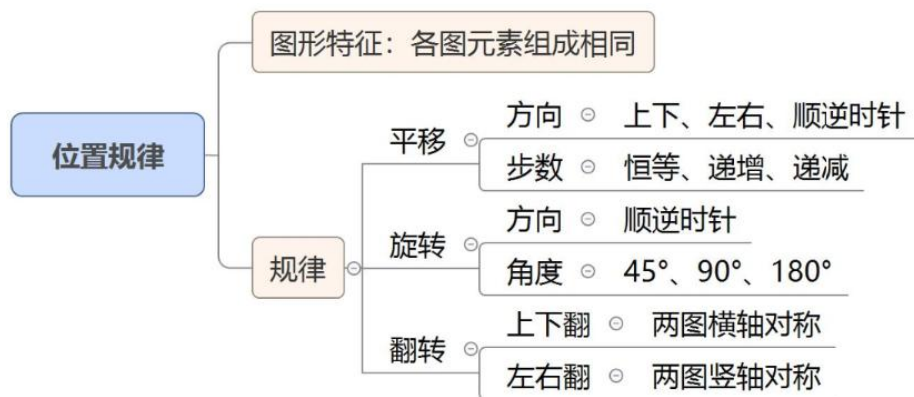 位置规律
图形特征：各图元素组成相同
规律
平移
方向
上下、左右、顺逆时针
步数
恒等、递增、递减
旋转
方向
顺逆时针
角度
45°、90°、180°
翻转
上下翻
两图横轴对称
左右翻
两图竖轴对称